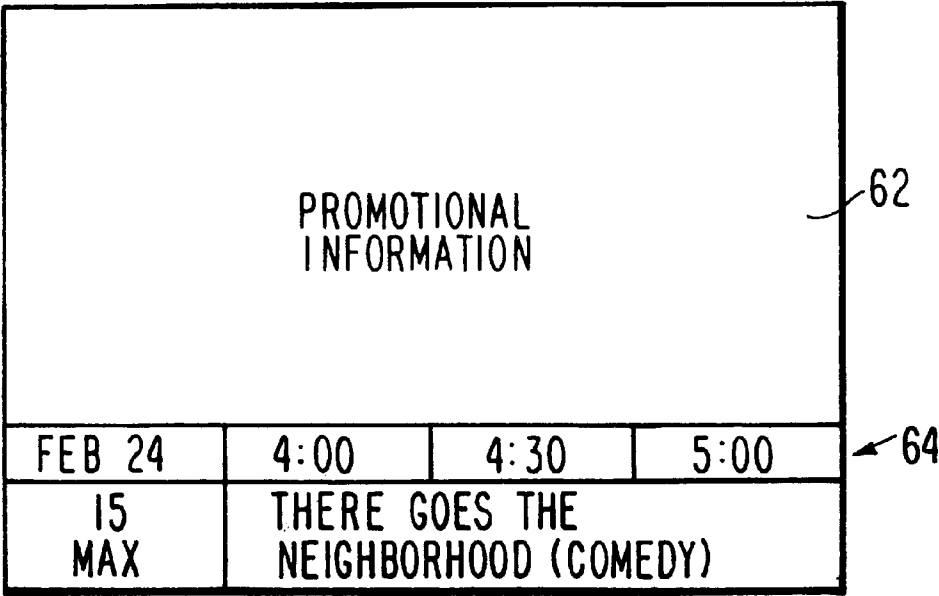 PROMOTIONAL
INFORMATION
62
FEB 24 4:00 4:30 5:00
64
15
MAX
THERE GOES THE
NEIGHBORHOOD (COMEDY)